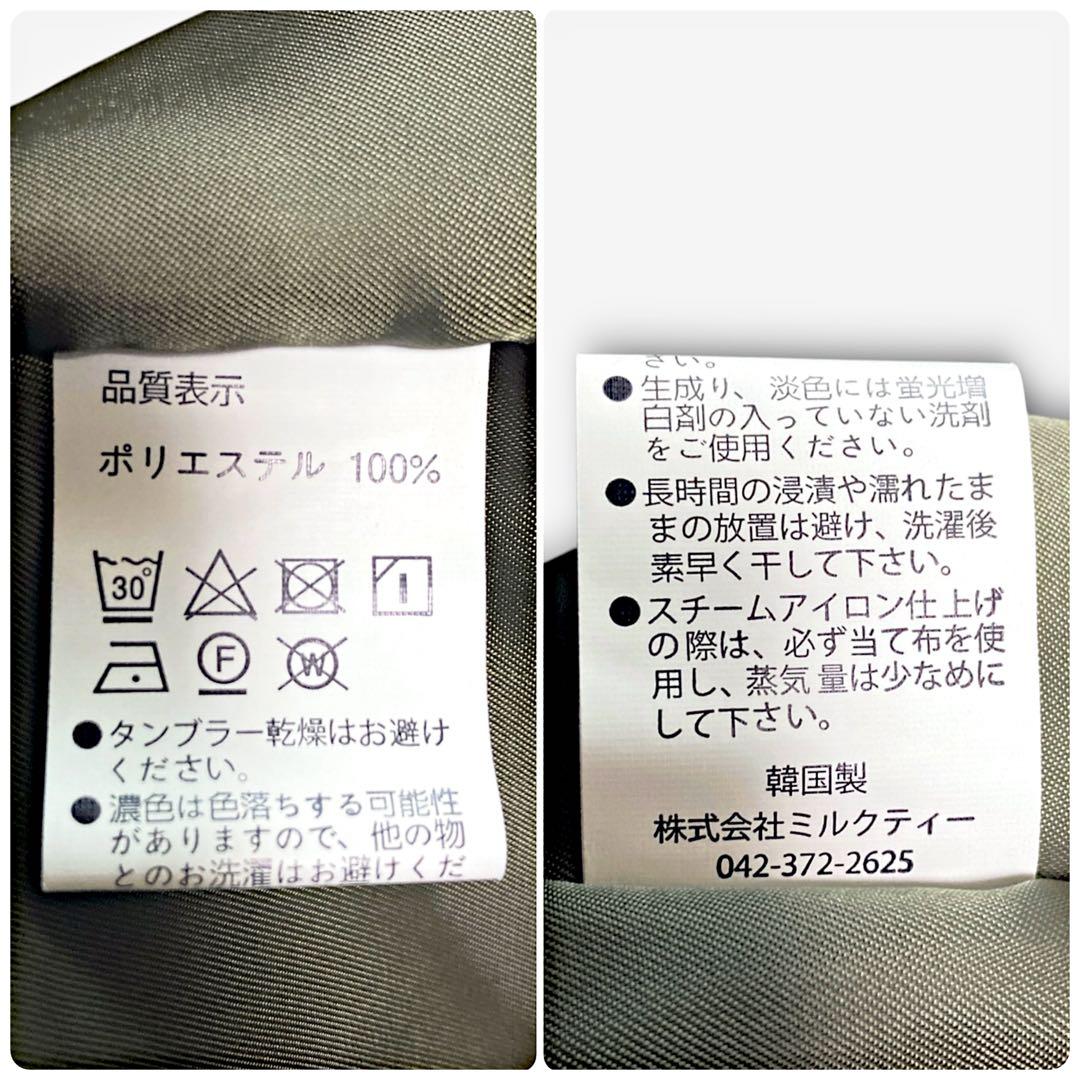 品質表示
ポリエステル 100%
30°
F
W
●タンブラー乾燥はお避け
ください。
●濃色は色落ちする可能性
がありますので、他の物
とのお洗濯はお避けくだ
さい。
●生成り、淡色には蛍光増
白剤の入っていない洗剤
をご使用ください。
●長時間の浸漬や濡れたま
まの放置は避け、洗濯後
素早く干して下さい。
●スチームアイロン仕上げ
の際は、必ず当て布を使
用し、蒸気量は少なめに
して下さい。
韓国製
株式会社ミルクティー
042-372-2625